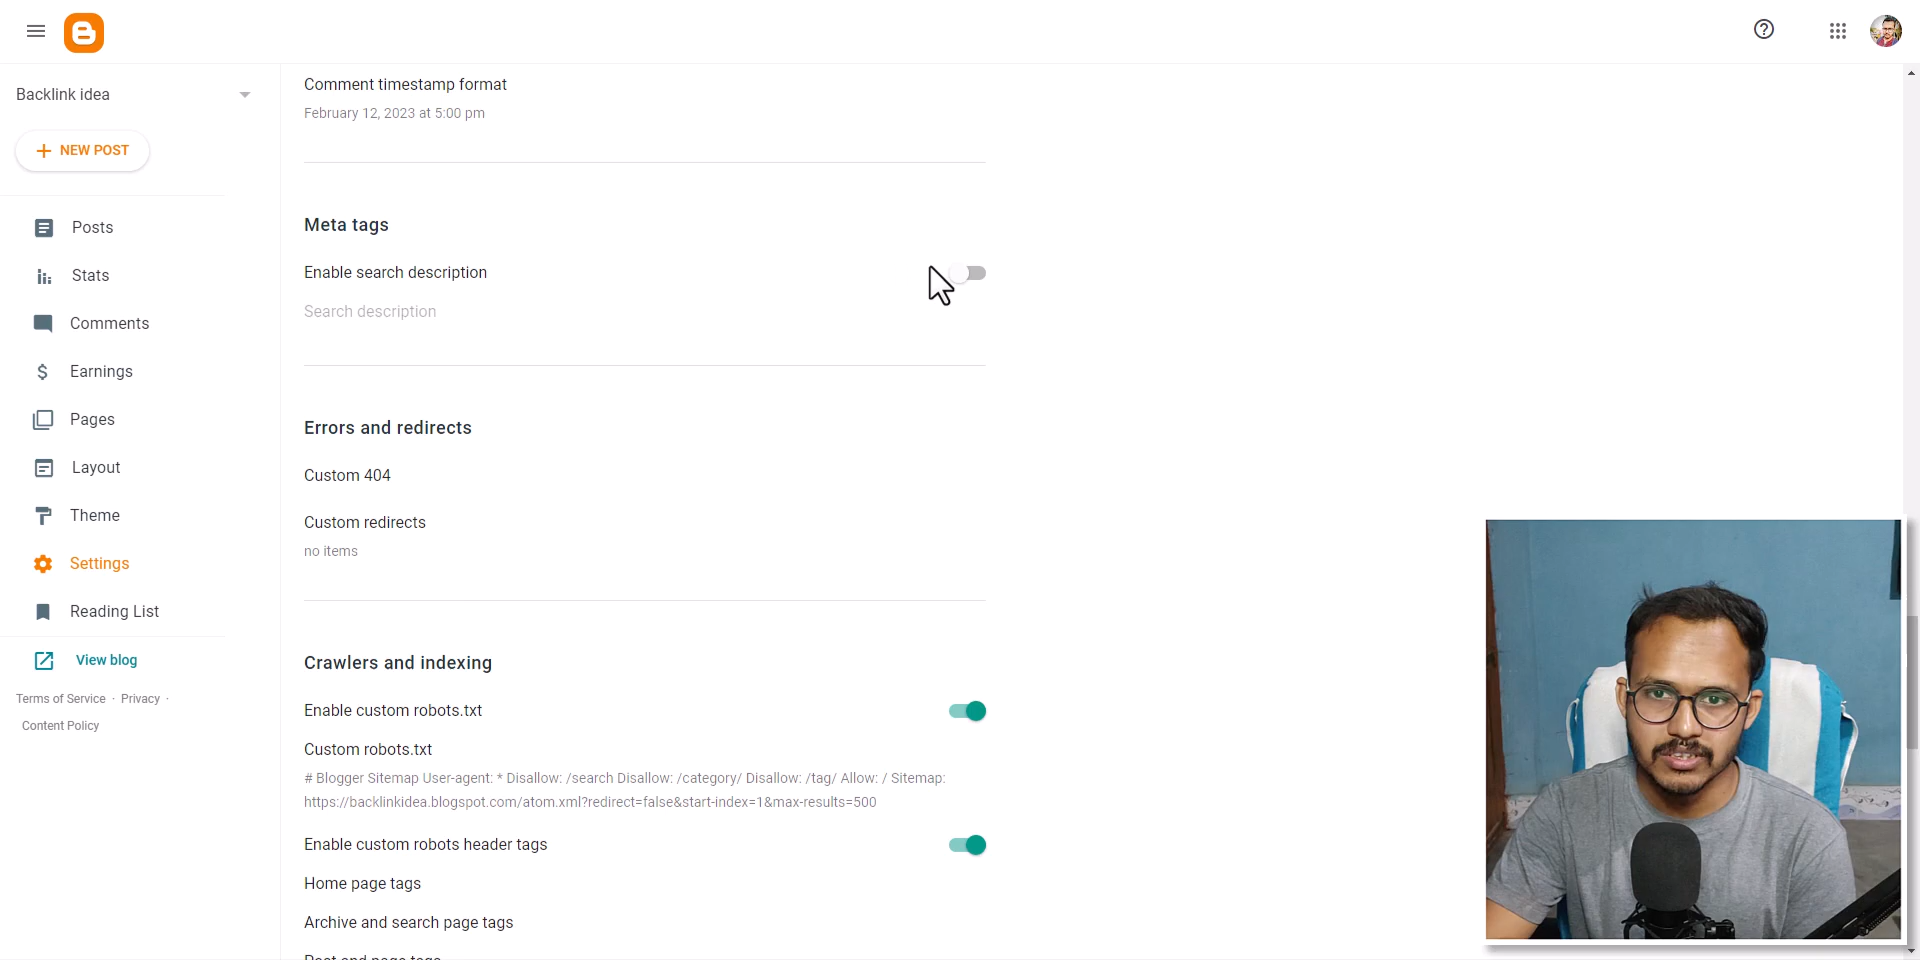 Backlink idea
NEW POST
Posts
Stats
Comments
Earnings
Pages
Layout
Theme
Settings
Reading List
View blog
Terms of Service · Privacy ·
Content Policy
Comment timestamp format
February 12, 2023 at 5:00 pm
Meta tags
Enable search description
Search description
Errors and redirects
Custom 404
Custom redirects
no items
Crawlers and indexing
Enable custom robots.txt
Custom robots.txt
# Blogger Sitemap User-agent: * Disallow: /search Disallow: /category/ Disallow: /tag/ Allow: / Sitemap:
https://backlinkidea.blogspot.com/atom.xml?redirect=false&start-index=1&max-results=500
Enable custom robots header tags
Home page tags
Archive and search page tags
Post and page tags